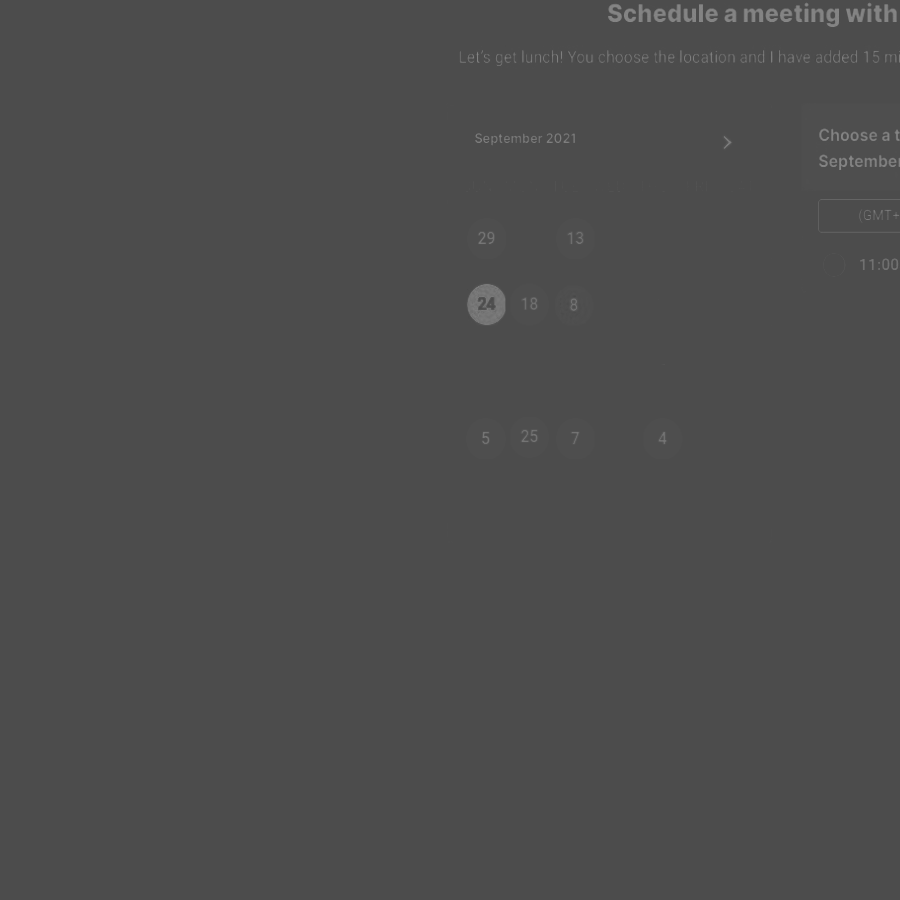 Schedule a meeting with
Let's get lunch! You choose the location and I have added 15
September 2021
29 13
24 18 8
5 25 7 4
Choose a
September
(GMT+
11:00